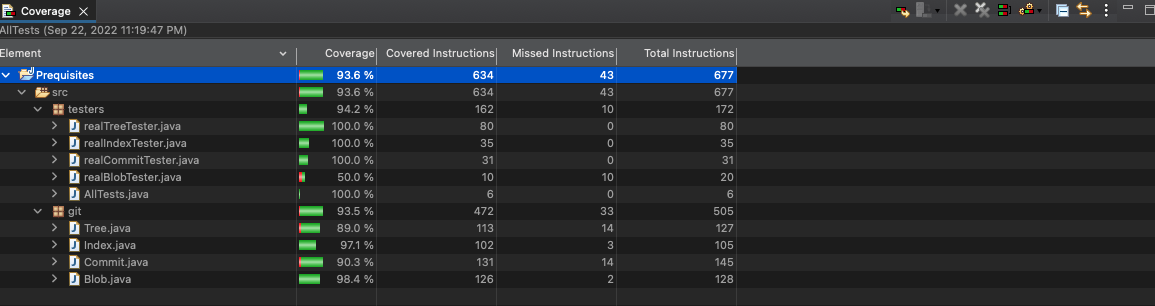 Coverage
AllTests (Sep 22, 2022 11:19:47 PM)
Element Coverage Covered Instructions Missed Instructions Total Instructions
Prequisites 93.6 % 634 43 677
src 93.6 % 634 43 677
testers 94.2 % 162 10 172
realTreeTester.java 100.0 % 80 0 80
realIndexTester.java 100.0 % 35 0 35
realCommitTester.java 100.0 % 31 0 31
realBlobTester.java 50.0 % 10 10 20
AllTests.java 100.0 % 6 0 6
git 93.5 % 472 33 505
Tree.java 89.0 % 113 14 127
Index.java 97.1 % 102 3 105
Commit.java 90.3 % 131 14 145
Blob.java 98.4 % 126 2 128